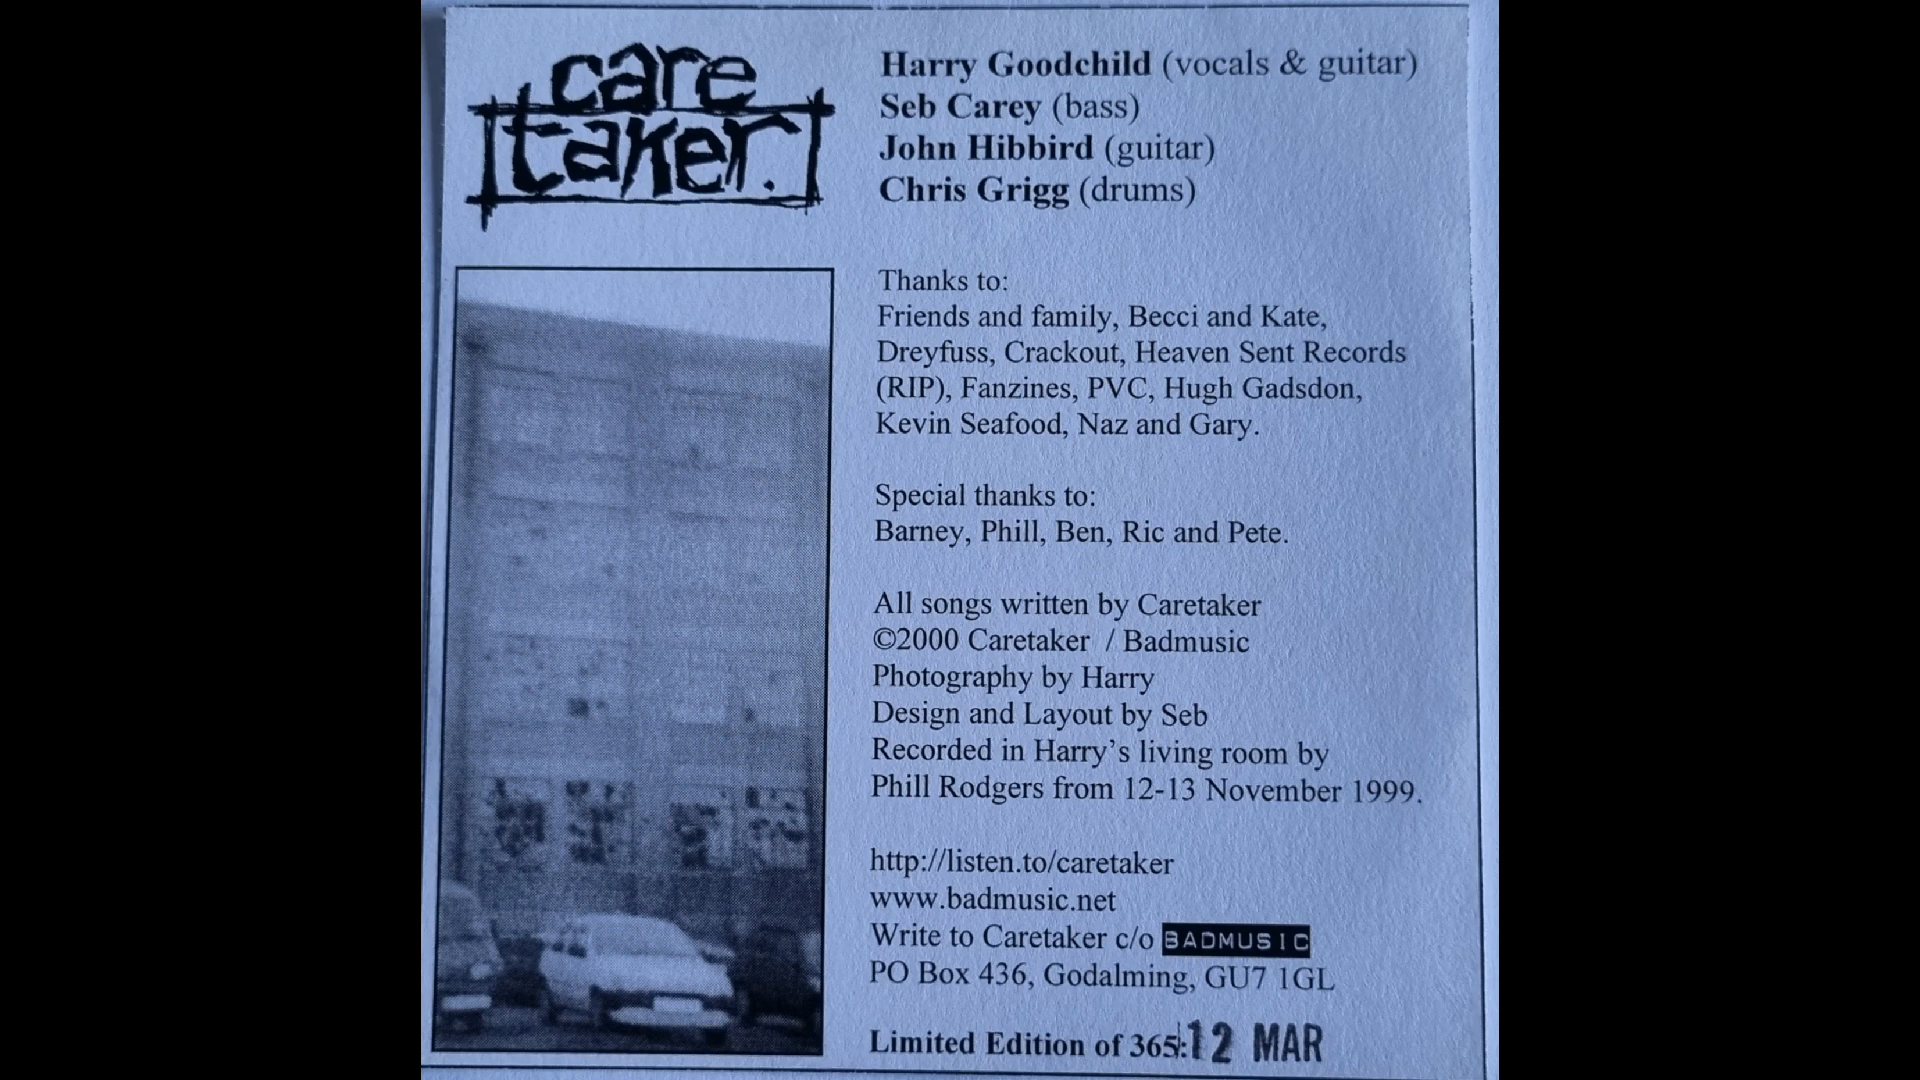 care
taker.
Harry Goodchild (vocals & guitar)
Seb Carey (bass)
John Hibbird (guitar)
Chris Grigg (drums)
Thanks to:
Friends and family, Becci and Kate,
Dreyfuss, Crackout, Heaven Sent Records
(RIP), Fanzines, PVC, Hugh Gadsdon,
Kevin Seafood, Naz and Gary.
Special thanks to:
Barney, Phill, Ben, Ric and Pete.
All songs written by Caretaker
©2000 Caretaker / Badmusic
Photography by Harry
Design and Layout by Seb
Recorded in Harry’s living room by
Phill Rodgers from 12-13 November 1999.
http://listen.to/caretaker
www.badmusic.net
Write to Caretaker c/o BADMUSIC
PO Box 436, Godalming, GU7 1GL
Limited Edition of 365: 12 MAR